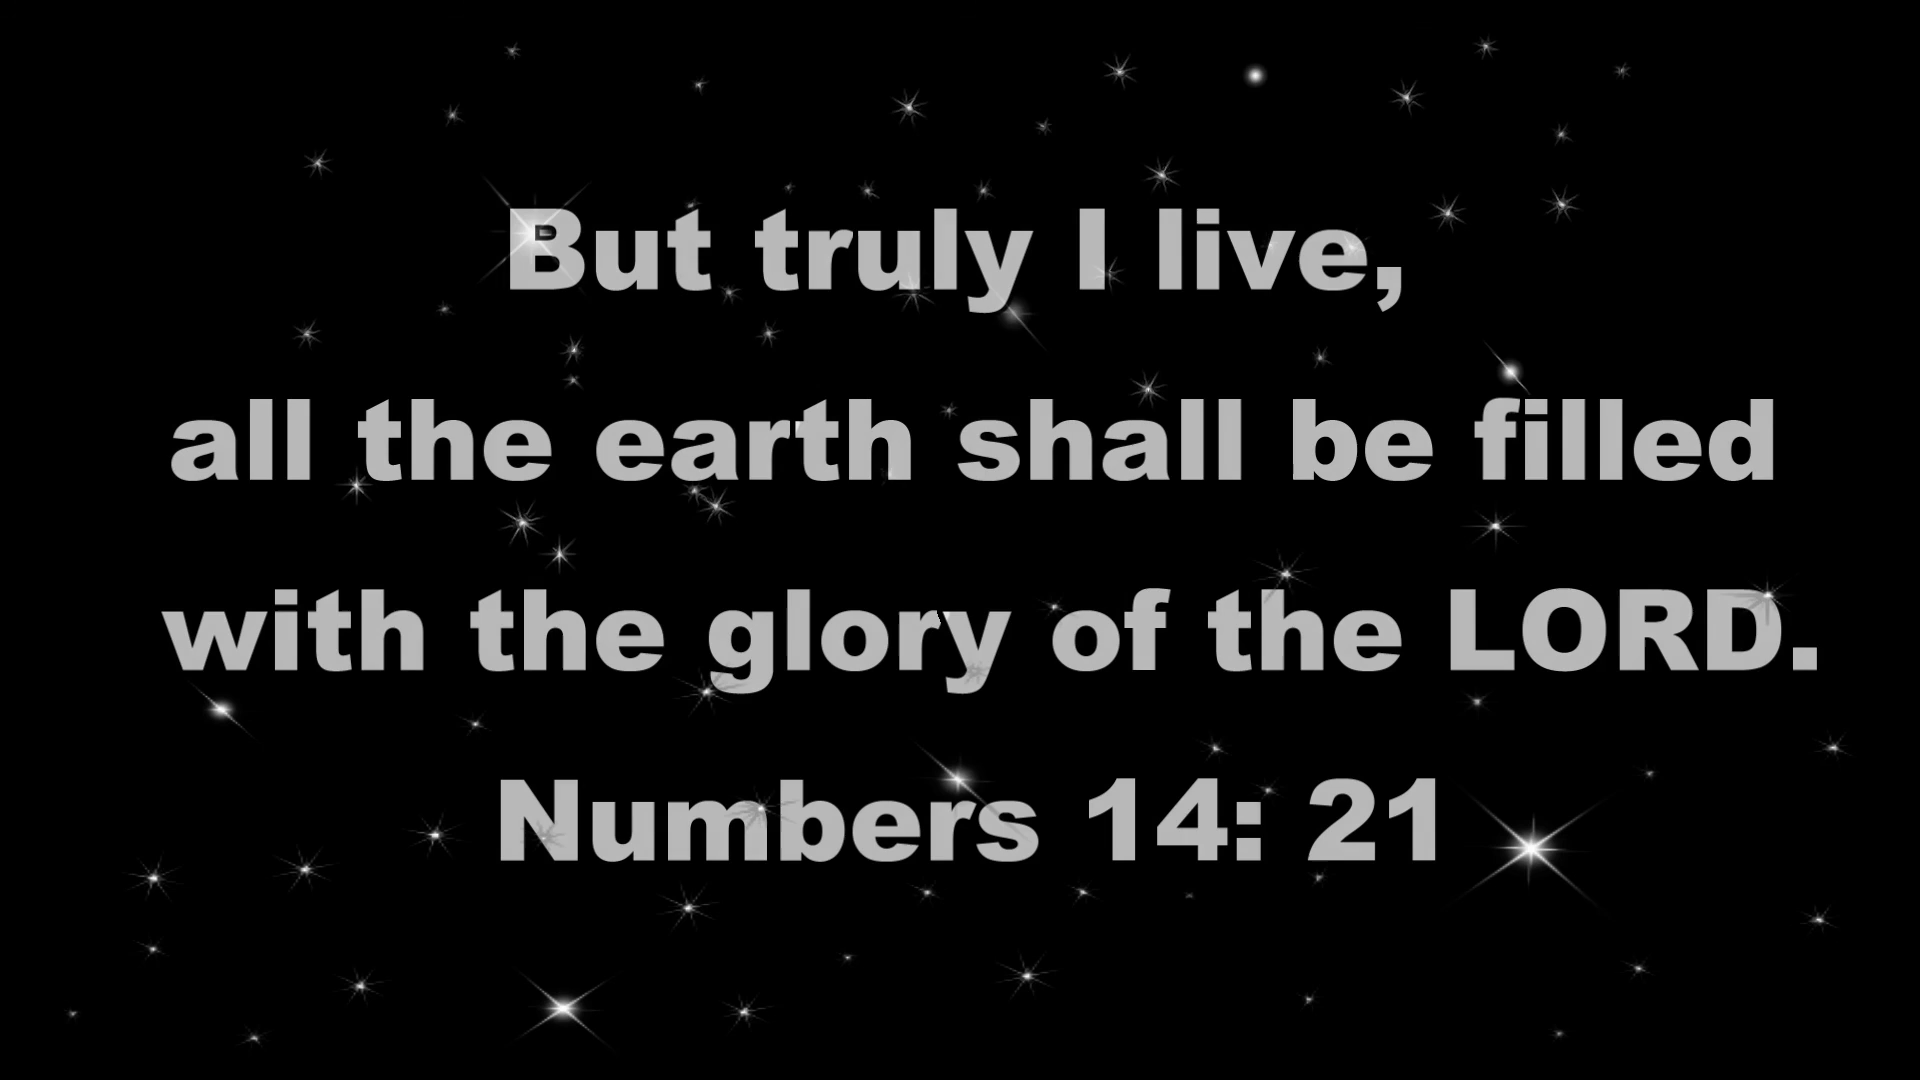 But truly I live,
all the earth shall be filled
with the glory of the LORD.
Numbers 14: 21